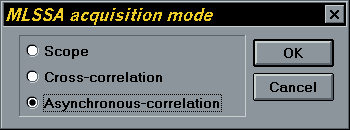 MLSSA acquisition mode
Scope
OK
Cross-correlation
Cancel
Asynchronous-correlation